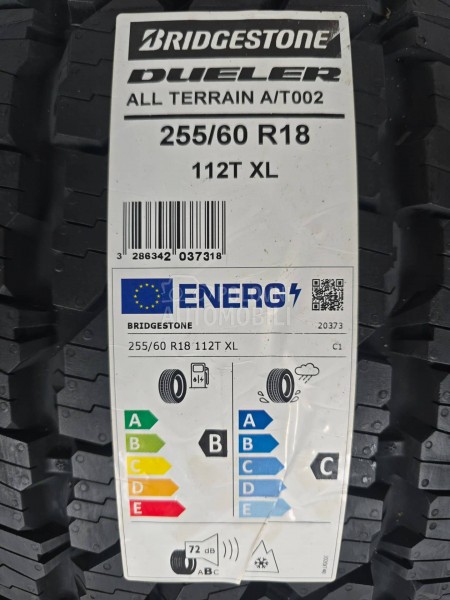 BRIDGESTONE
DUELER
ALL TERRAIN A/T002
255/60 R18
112T XL
3 286342 037318
ENERG
BRIDGESTONE 20373
255/60 R18 112T XL C1
A A
B B B
C C C
D D
E E
72 dB
ABC